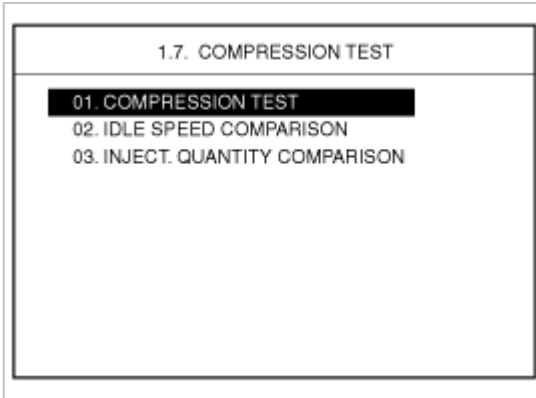 1.7. COMPRESSION TEST
01. COMPRESSION TEST
02. IDLE SPEED COMPARISON
03. INJECT. QUANTITY COMPARISON